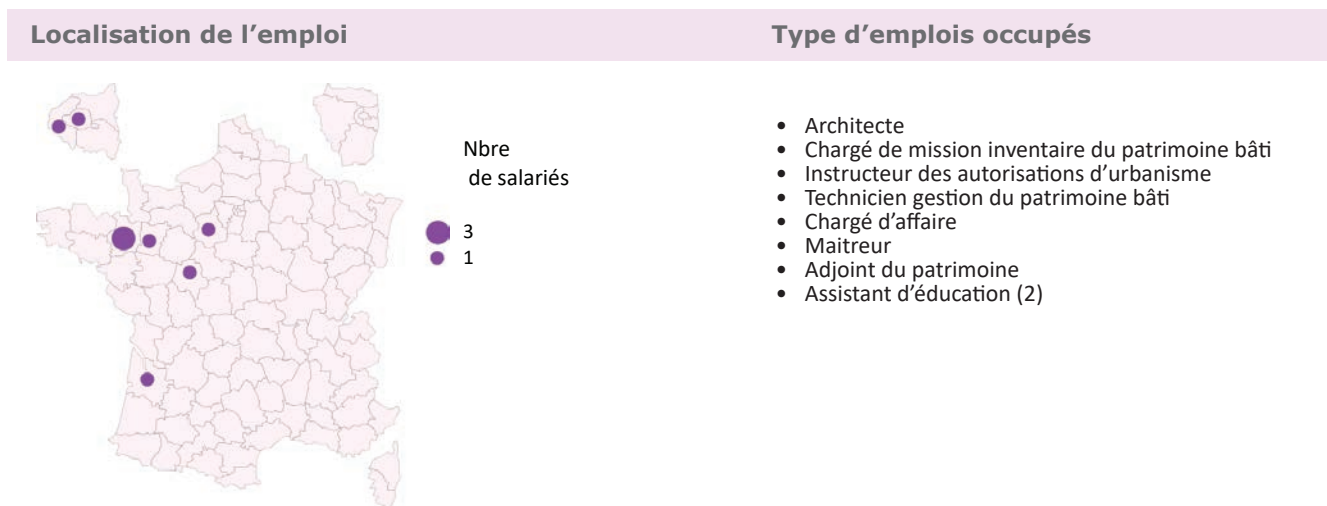 Localisation de l’emploi
Type d’emplois occupés
Nbre
de salariés
3
1
• Architecte
• Chargé de mission inventaire du patrimoine bâti
• Instructeur des autorisations d’urbanisme
• Technicien gestion du patrimoine bâti
• Chargé d’affaire
• Maitreur
• Adjoint du patrimoine
• Assistant d’éducation (2)